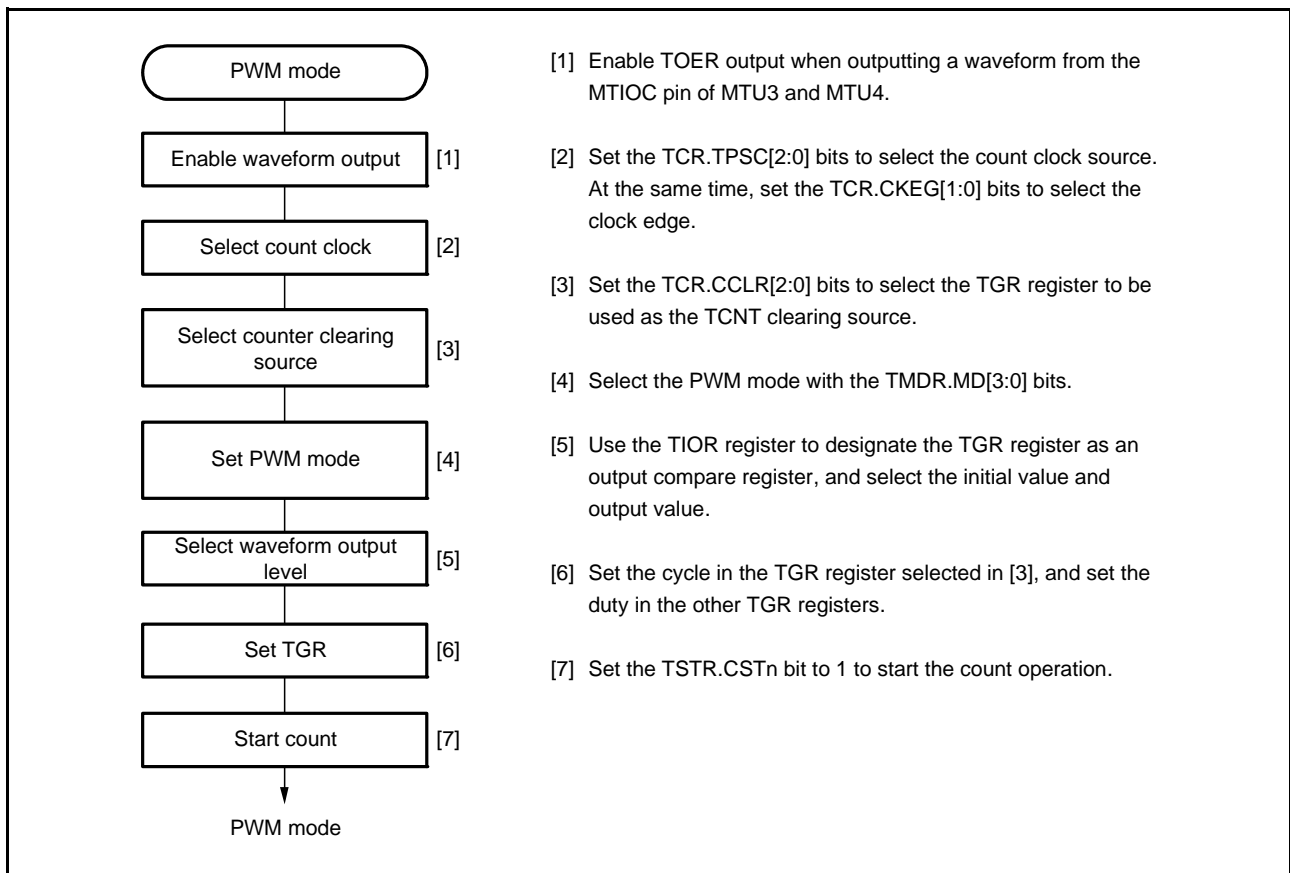 PWM mode
Enable waveform output [1]
Select count clock [2]
Select counter clearing
source
[3]
Set PWM mode [4]
Select waveform output
level
[5]
Set TGR [6]
Start count [7]
PWM mode
[1] Enable TOER output when outputting a waveform from the
MTIOC pin of MTU3 and MTU4.
[2] Set the TCR.TPSC[2:0] bits to select the count clock source.
At the same time, set the TCR.CKEG[1:0] bits to select the
clock edge.
[3] Set the TCR.CCLR[2:0] bits to select the TGR register to be
used as the TCNT clearing source.
[4] Select the PWM mode with the TMDR.MD[3:0] bits.
[5] Use the TIOR register to designate the TGR register as an
output compare register, and select the initial value and
output value.
[6] Set the cycle in the TGR register selected in [3], and set the
duty in the other TGR registers.
[7] Set the TSTR.CSTn bit to 1 to start the count operation.